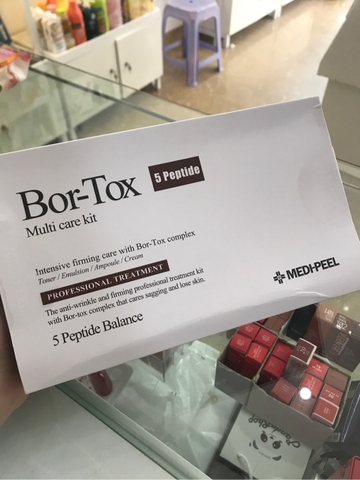 Bor-Tox 5 Peptide
Multi care kit
Intensive firming care with Bor-Tox complex
Toner / Emulsion / Ampoule / Cream
PROFESSIONAL TREATMENT
The anti-wrinkle and firming professional treatment kit
with Bor-tox complex that cares sagging and lose skin.
5 Peptide Balance
MEDI-PEEL